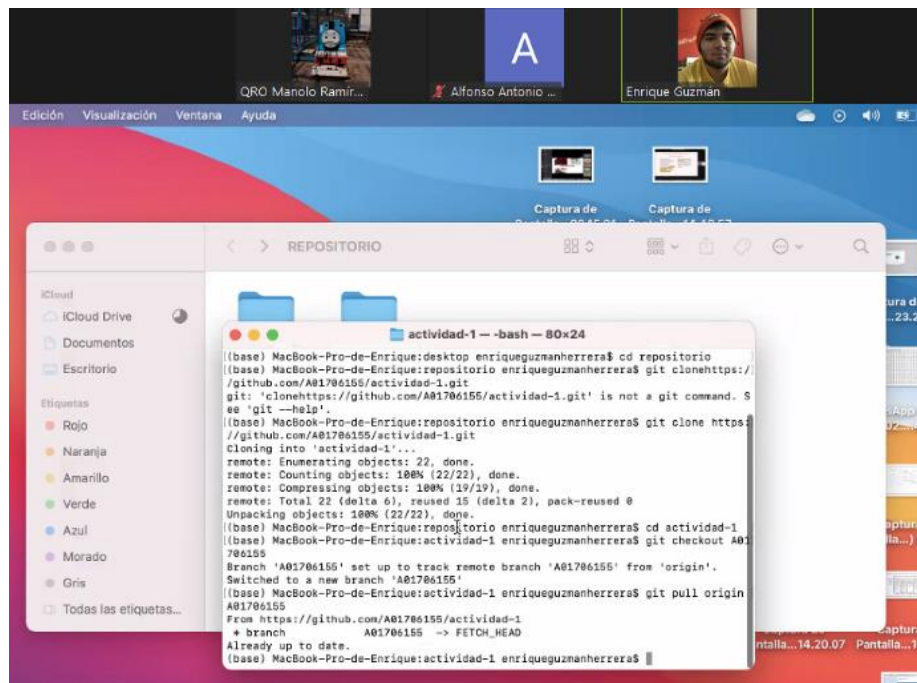 A
QRO Manolo Ramír...
Alfonso Antonio ...
Enrique Guzmán
Edición Visualización Ventana Ayuda
Captura de
Captura de
REPOSITORIO
iCloud
iCloud Drive
Documentos
Escritorio
Etiquetas
Rojo
Naranja
Amarillo
Verde
Azul
Morado
Gris
Todas las etiquetas...
actividad-1 — -bash — 80×24
[(base) MacBook-Pro-de-Enrique:desktop enriqueguzmanherrera$ cd repositorio
[(base) MacBook-Pro-de-Enrique:repositorio enriqueguzmanherrera$ git clonehttps:/
/github.com/A01706155/actividad-1.git
git: 'clonehttps://github.com/A01706155/actividad-1.git' is not a git command. S
ee 'git --help'.
[(base) MacBook-Pro-de-Enrique:repositorio enriqueguzmanherrera$ git clone https:
//github.com/A01706155/actividad-1.git
Cloning into 'actividad-1'...
remote: Enumerating objects: 22, done.
remote: Counting objects: 100% (22/22), done.
remote: Compressing objects: 100% (19/19), done.
remote: Total 22 (delta 6), reused 15 (delta 2), pack-reused 0
Unpacking objects: 100% (22/22), done.
[(base) MacBook-Pro-de-Enrique:repositorio enriqueguzmanherrera$ cd actividad-1
[(base) MacBook-Pro-de-Enrique:actividad-1 enriqueguzmanherrera$ git checkout A01
706155
Branch 'A01706155' set up to track remote branch 'A01706155' from 'origin'.
Switched to a new branch 'A01706155'
[(base) MacBook-Pro-de-Enrique:actividad-1 enriqueguzmanherrera$ git pull origin
A01706155
From https://github.com/A01706155/actividad-1
* branch A01706155 -> FETCH_HEAD
Already up to date.
(base) MacBook-Pro-de-Enrique:actividad-1 enriqueguzmanherrera$
ntalla...14.20.07
Pantalla...1